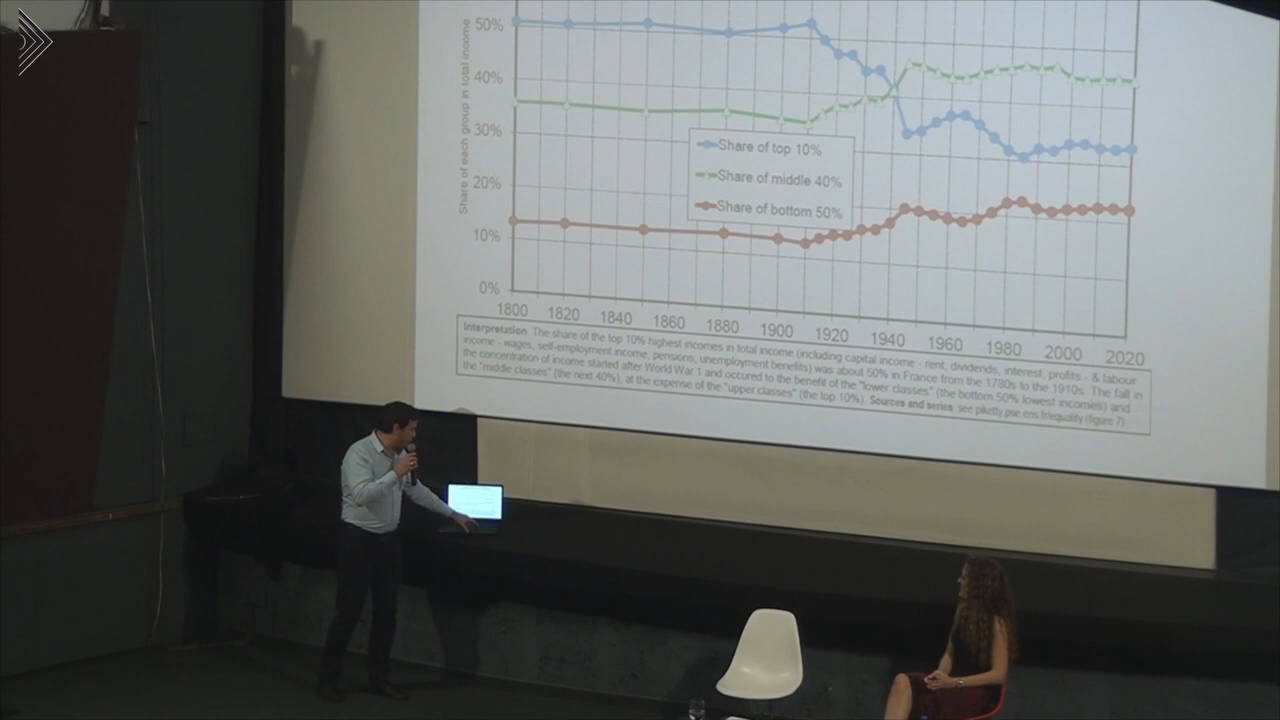 50%
40%
30%
20%
10%
0%
Share of each group in total income
Share of top 10%
Share of middle 40%
Share of bottom 50%
1800 1820 1840 1860 1880 1900 1920 1940 1960 1980 2000 2020
Interpretation. The share of the top 10% highest incomes in total income (including capital income - rent, dividends, interest, profits - & labour
income - wages, self-employment income, pensions, unemployment benefits) was about 50% in France from the 1780s to the 1910s. The fall in
the concentration of income started after World War 1 and occured to the benefit of the "lower classes" (the bottom 50% lowest incomes) and
the "middle classes" (the next 40%), at the expense of the "upper classes" (the top 10%). Sources and series: see piketty.pse.ens.fr/equality (figure 7)